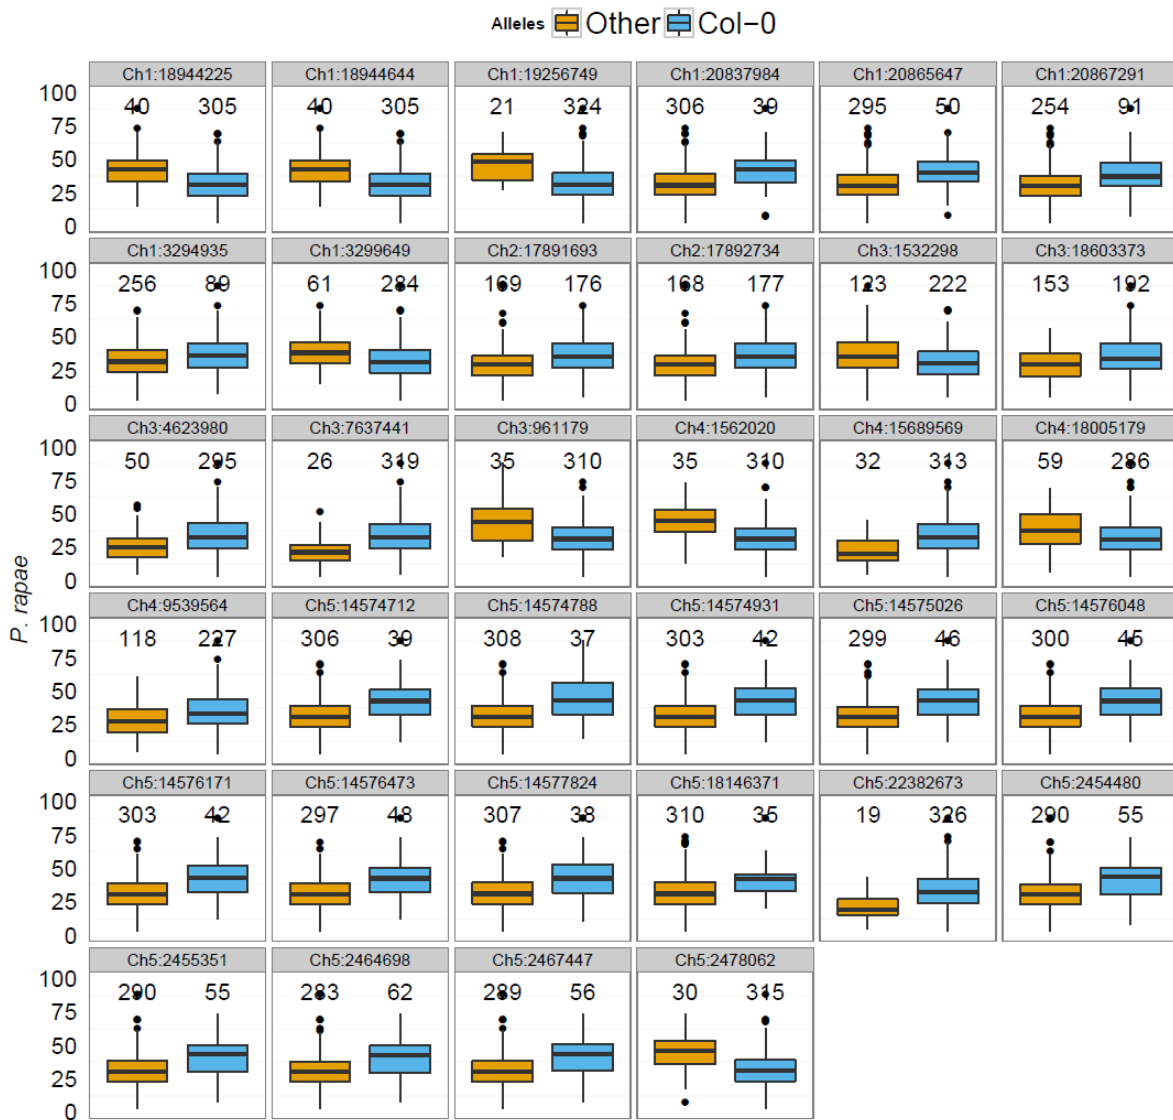 Alleles Other Col-0
Ch1:18944225 Ch1:18944644 Ch1:19256749 Ch1:20837984 Ch1:20865647 Ch1:20867291
100
40 305 40 305 21 324 306 39 295 50 254 91
75
50
25
0
Ch1:3294935 Ch1:3299649 Ch2:17891693 Ch2:17892734 Ch3:1532298 Ch3:18603373
100
256 89 61 284 169 176 168 177 123 222 153 192
75
50
25
0
Ch3:4623980 Ch3:7637441 Ch3:961179 Ch4:1562020 Ch4:15689569 Ch4:18005179
100
50 295 26 319 35 310 35 310 32 313 59 286
75
50
25
0
P. rapae
Ch4:9539564 Ch5:14574712 Ch5:14574788 Ch5:14574931 Ch5:14575026 Ch5:14576048
100
118 227 306 39 308 37 303 42 299 46 300 45
75
50
25
0
Ch5:14576171 Ch5:14576473 Ch5:14577824 Ch5:18146371 Ch5:22382673 Ch5:2454480
100
303 42 297 48 307 38 310 35 19 326 290 55
75
50
25
0
Ch5:2455351 Ch5:2464698 Ch5:2467447 Ch5:2478062
100
290 55 283 62 289 56 30 315
75
50
25
0